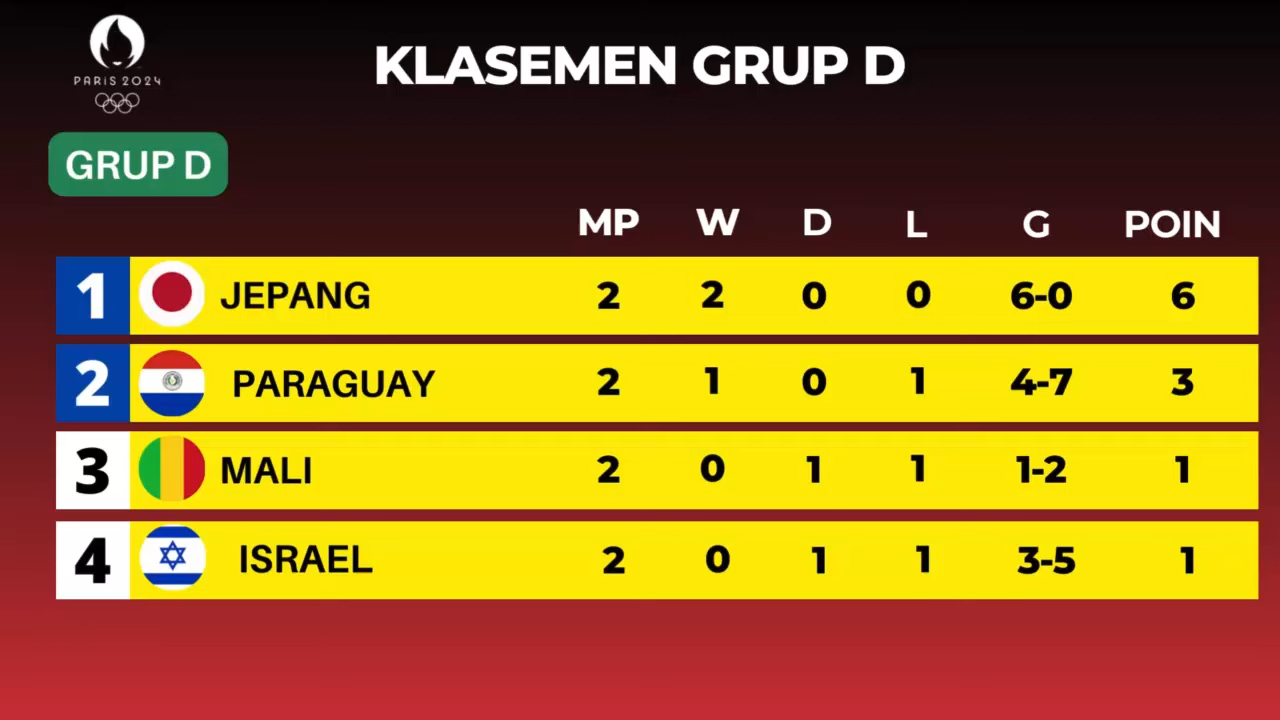 PARIS 2024
KLASEMEN GRUP D
GRUP D
MP W D L G POIN
1 JEPANG 2 2 0 0 6-0 6
2 PARAGUAY 2 1 0 1 4-7 3
3 MALI 2 0 1 1 1-2 1
4 ISRAEL 2 0 1 1 3-5 1